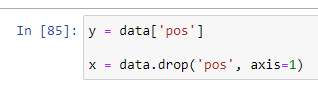 In [85]: y = data['pos']
x = data.drop('pos', axis=1)